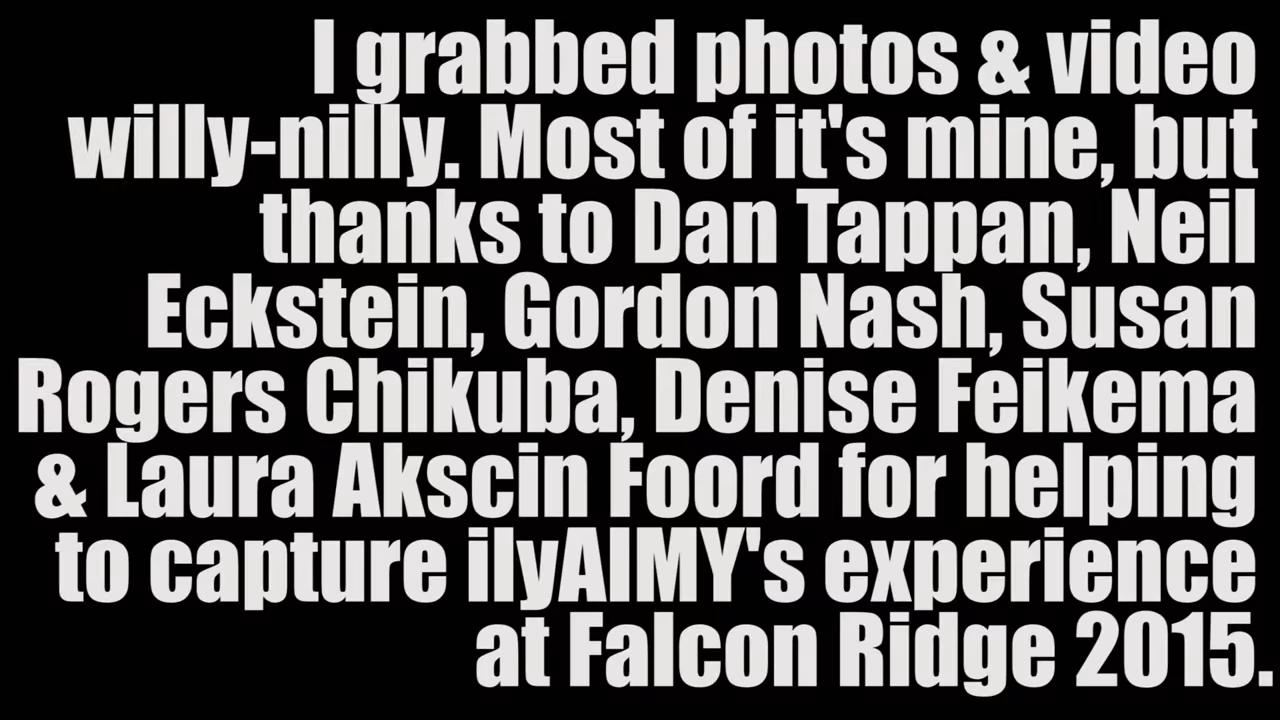 I grabbed photos & video
willy-nilly. Most of it's mine, but
thanks to Dan Tappan, Neil
Eckstein, Gordon Nash, Susan
Rogers Chikuba, Denise Feikema
& Laura Akscin Foord for helping
to capture ilyAIMY's experience
at Falcon Ridge 2015.